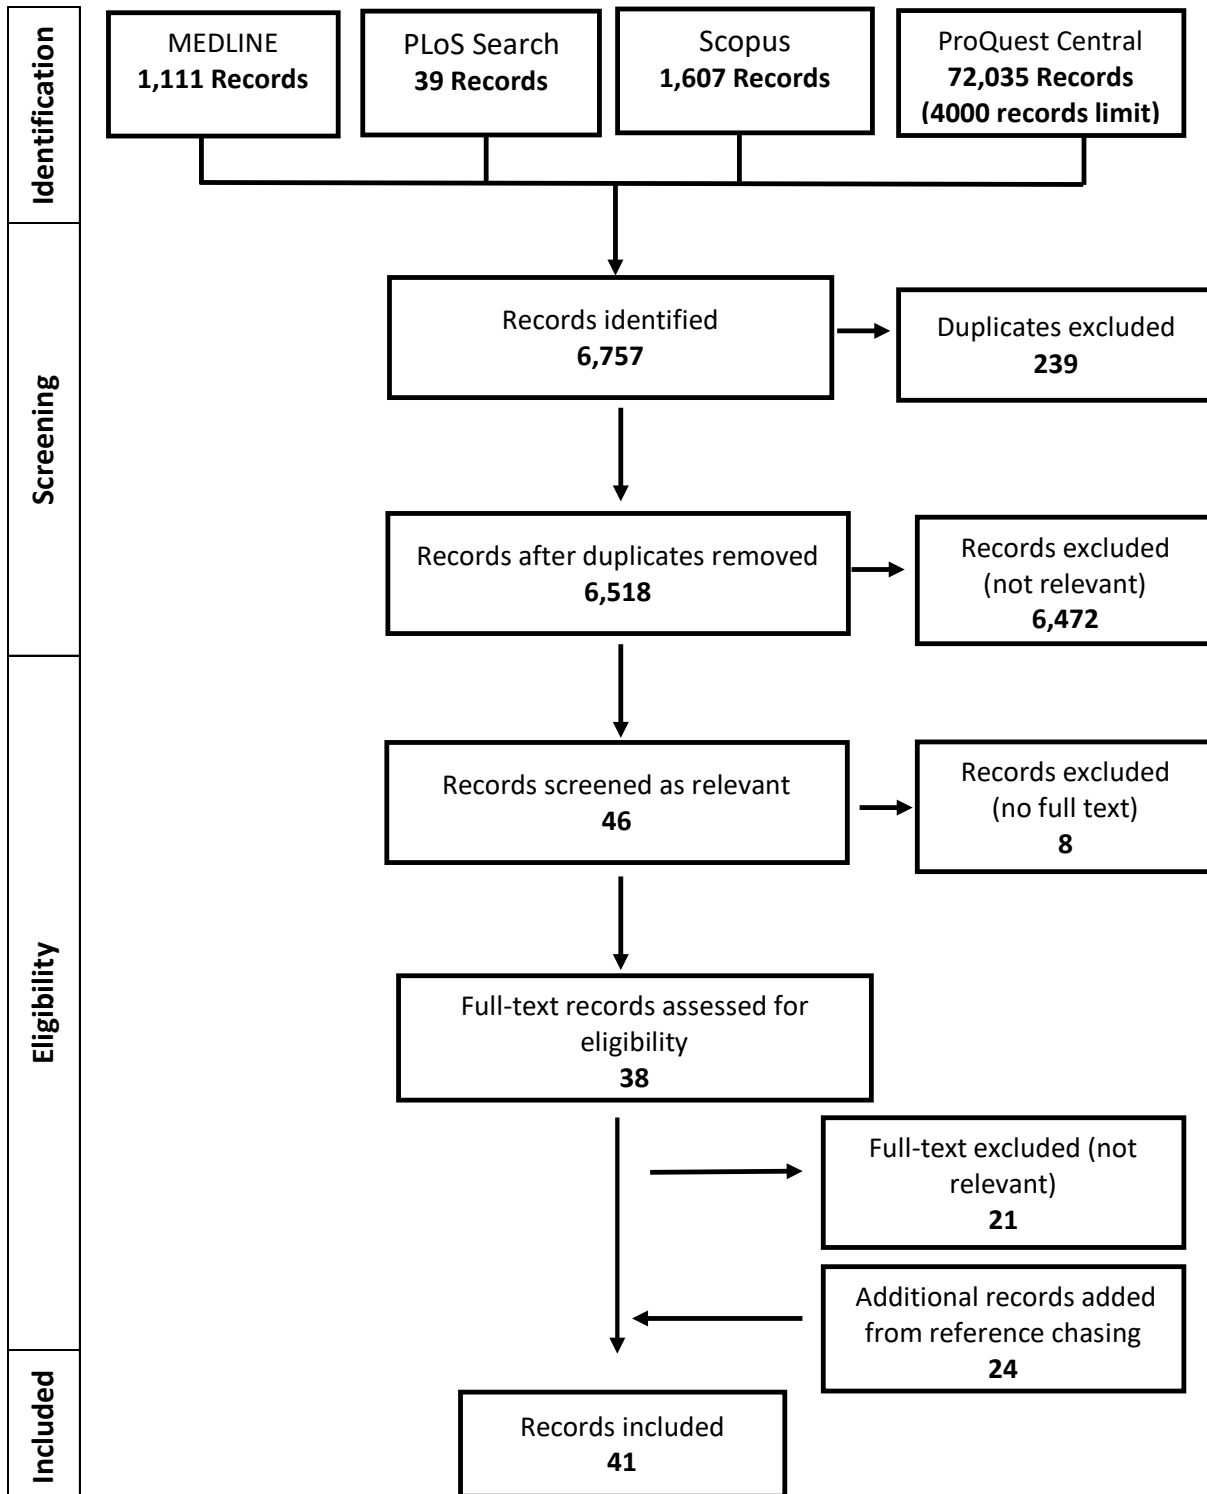 Identification
MEDLINE
1,111 Records
PLoS Search
39 Records
Scopus
1,607 Records
ProQuest Central
72,035 Records
(4000 records limit)
Screening
Records identified
6,757
Duplicates excluded
239
Records after duplicates removed
6,518
Records excluded
(not relevant)
6,472
Eligibility
Records screened as relevant
46
Records excluded
(no full text)
8
Full-text records assessed for
eligibility
38
Full-text excluded (not
relevant)
21
Additional records added
from reference chasing
24
Included
Records included
41